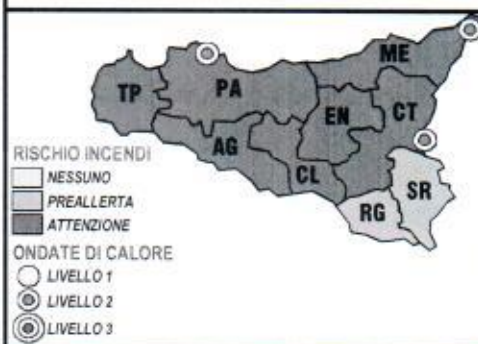 ME
TP
PA
EN
CT
AG
CL
SR
RG
RISCHIO INCENDI
NESSUNO
PREALLERTA
ATTENZIONE
ONDATE DI CALORE
LIVELLO 1
LIVELLO 2
LIVELLO 3